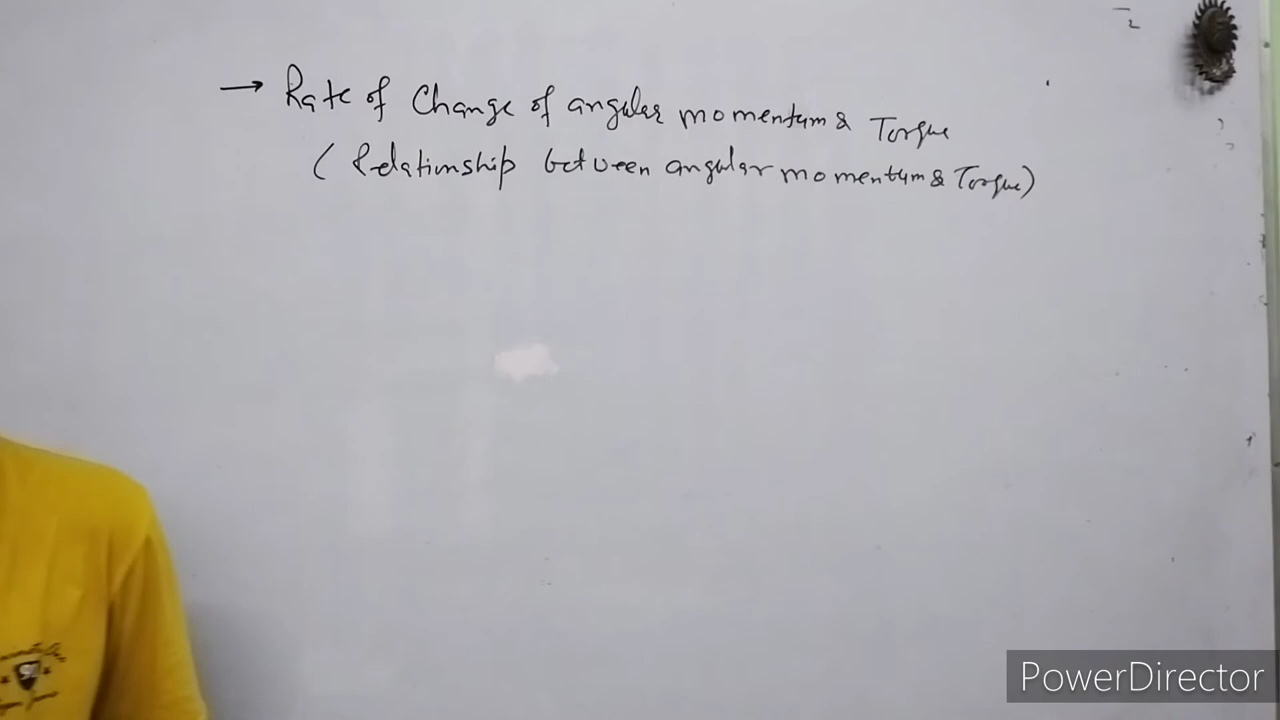 → Rate of Change of angular momentum & Torque
( Relationship between angular momentum & Torque)
PowerDirector